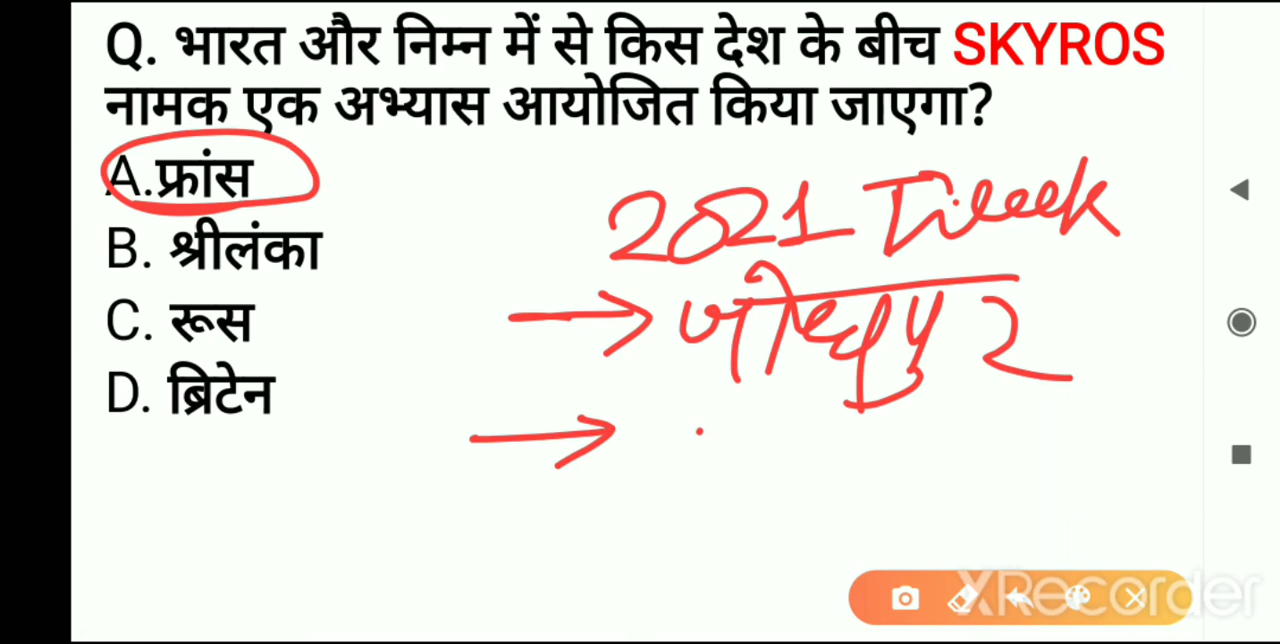 Q. भारत और निम्न में से किस देश के बीच SKYROS
नामक एक अभ्यास आयोजित किया जाएगा?
A.फ्रांस
B. श्रीलंका
C. रूस
D. ब्रिटेन
2021
XRecorder